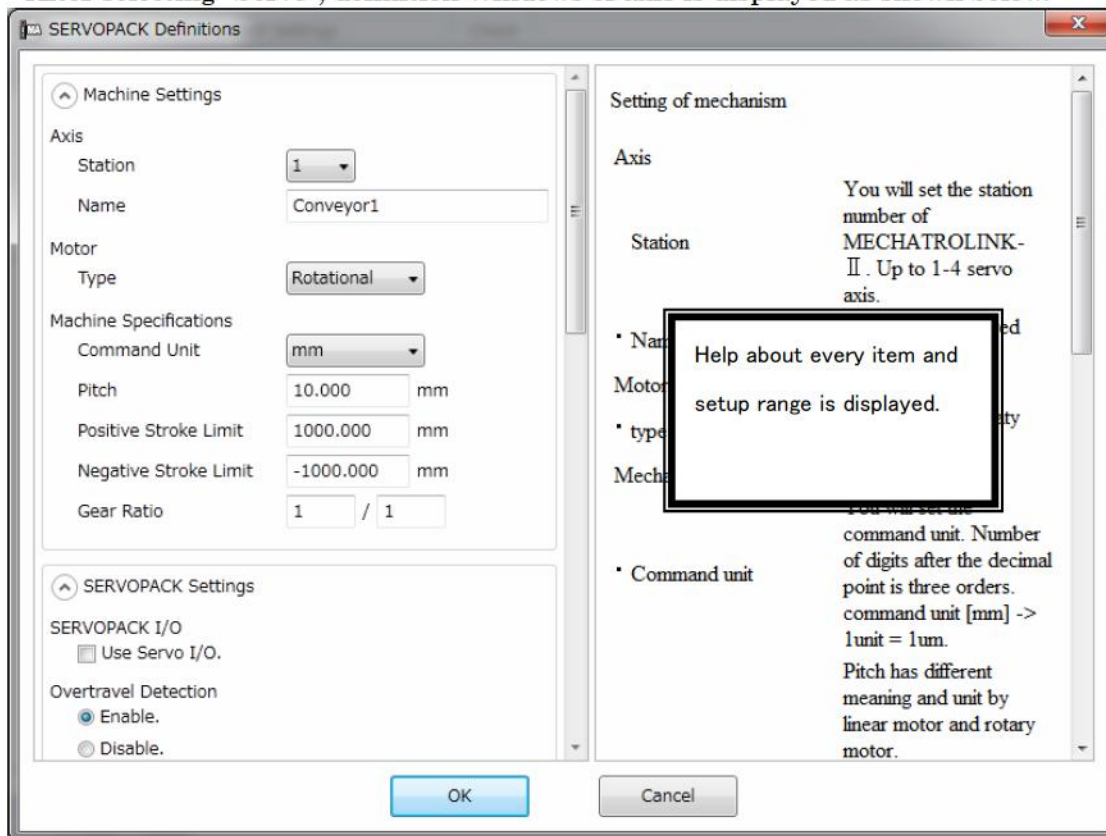 SERVOPACK Definitions
Machine Settings
Axis
Station
1
Name
Conveyor1
Motor
Type
Rotational
Machine Specifications
Command Unit
mm
Pitch
10.000
mm
Positive Stroke Limit
1000.000
mm
Negative Stroke Limit
-1000.000
mm
Gear Ratio
1 / 1
SERVOPACK Settings
SERVOPACK I/O
Use Servo I/O.
Overtravel Detection
Enable.
Disable.
Setting of mechanism
Axis
Station
You will set the station
number of
MECHATROLINK-
Ⅱ. Up to 1-4 servo
axis.
Motor
type
Help about every item and
setup range is displayed.
Command unit
command unit. Number
of digits after the decimal
point is three orders.
command unit [mm] ->
1unit = 1um.
Pitch has different
meaning and unit by
linear motor and rotary
motor.
OK
Cancel